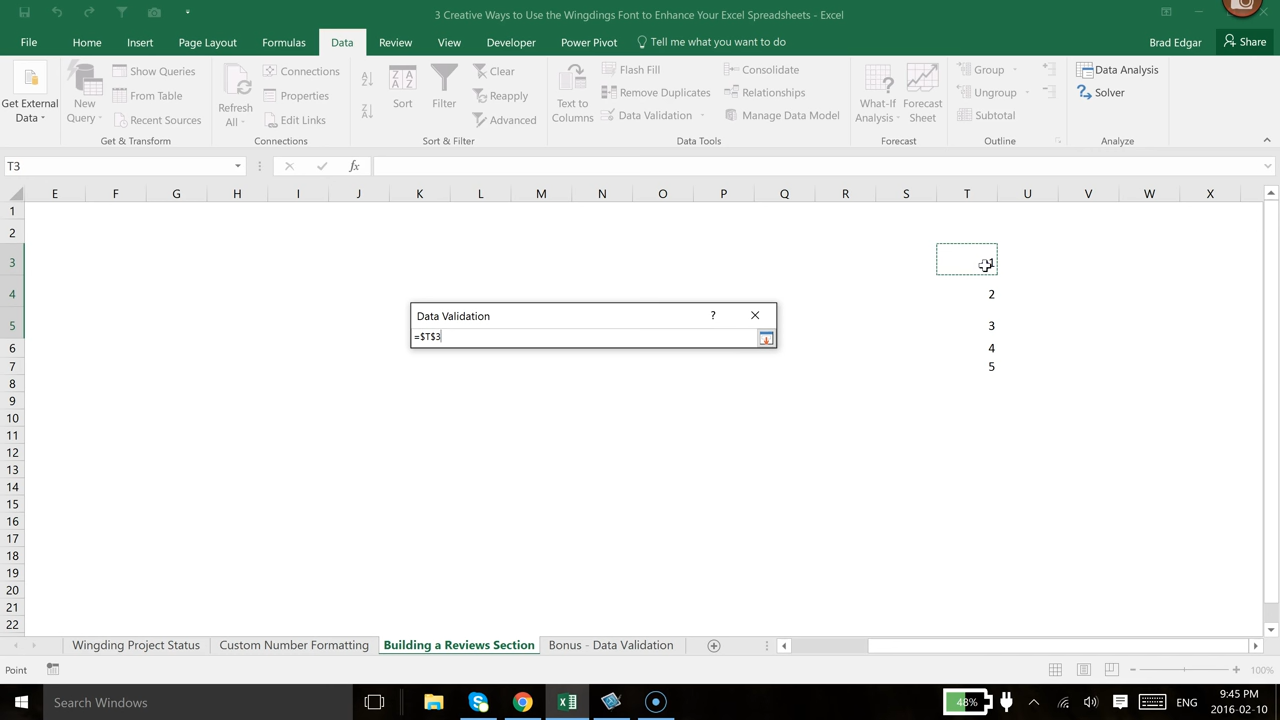 3 Creative Ways to Use the Wingdings Font to Enhance Your Excel Spreadsheets - Excel
File Home Insert Page Layout Formulas Data Review View Developer Power Pivot Tell me what you want to do Brad Edgar Share
Get External Data
New Query
Show Queries
From Table
Recent Sources
Get & Transform
Refresh All
Connections
Properties
Edit Links
Connections
Sort
Filter
Clear
Reapply
Advanced
Sort & Filter
Text to Columns
Flash Fill
Remove Duplicates
Data Validation
Consolidate
Relationships
Manage Data Model
Data Tools
What-If Analysis
Forecast Sheet
Forecast
Group
Ungroup
Subtotal
Outline
Data Analysis
Solver
Analyze
T3 fx
E F G H I J K L M N O P Q R S T U V W X
1
2
3 1
4 2
5 3
6 4
7 5
8
9
10
11
12
13
14
15
16
17
18
19
20
21
22
Data Validation ?
=$T$3
Wingding Project Status Custom Number Formatting Building a Reviews Section Bonus - Data Validation
Point 100%
Search Windows 48% ENG 9:45 PM
2016-02-10